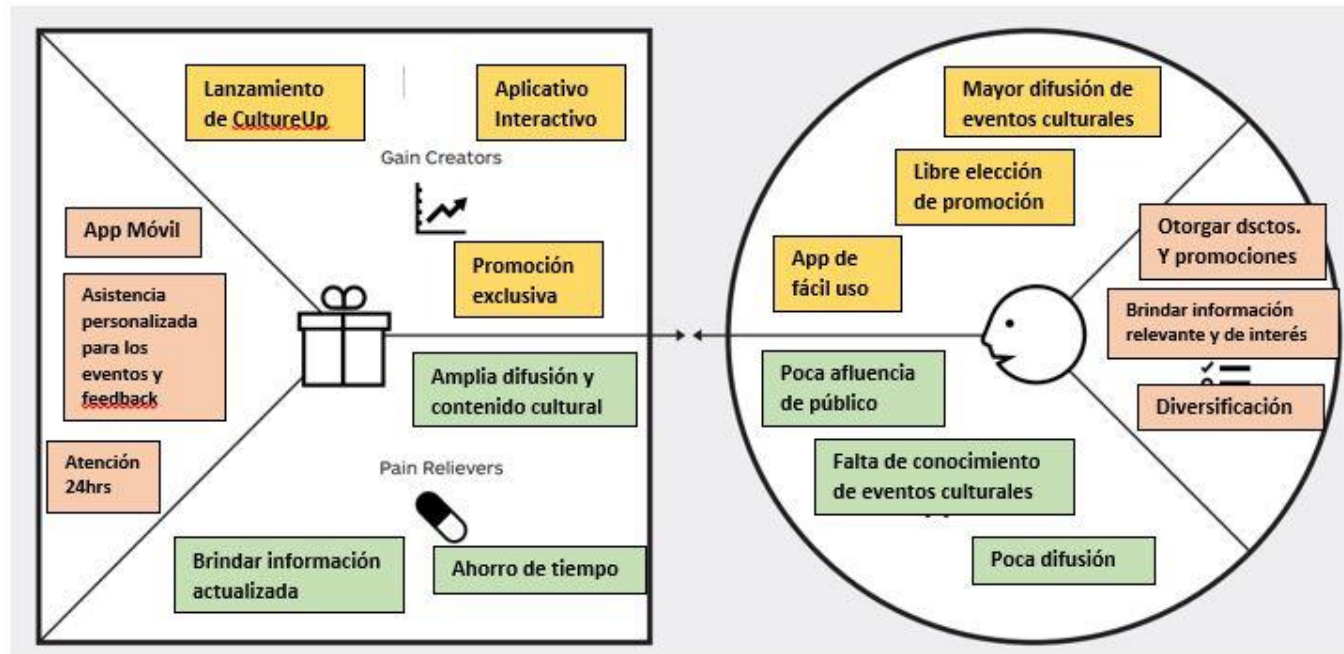 Lanzamiento
de CultureUp
Aplicativo
Interactivo
Gain Creators
Promoción
exclusiva
App Móvil
Asistencia
personalizada
para los
eventos y
feedback
Atención
24hrs
Amplia difusión y
contenido cultural
Pain Relievers
Brindar información
actualizada
Ahorro de tiempo
Mayor difusión de
eventos culturales
Libre elección
de promoción
App de
fácil uso
Otorgar dsctos.
Y promociones
Brindar información
relevante y de interés
Diversificación
Poca afluencia
de público
Falta de conocimiento
de eventos culturales
Poca difusión